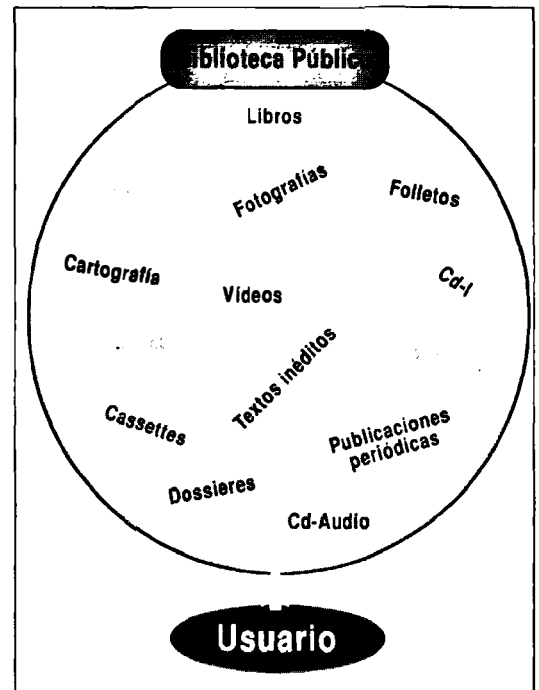 Biblioteca Pública
Libros
Fotografías
Folletos
Cartografía
Vídeos
Cd-I
Textos inéditos
Cassettes
Publicaciones
periódicas
Dossieres
Cd-Audio
Usuario